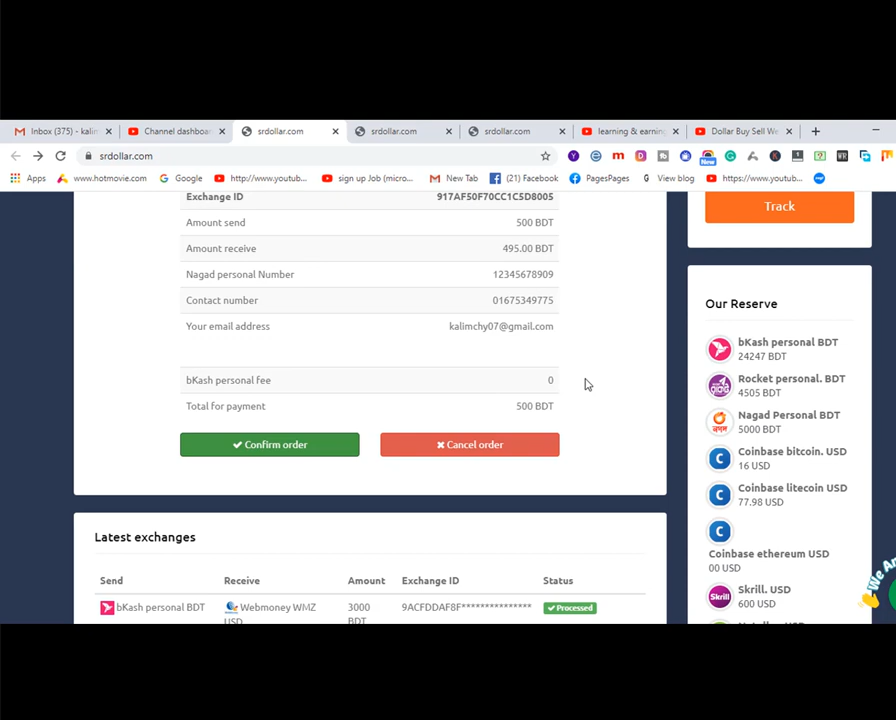 Inbox (375) - kalim
Channel dashboa
srdollar.com
srdollar.com
srdollar.com
learning & earning
Dollar Buy Sell We
srdollar.com
New
Apps
www.hotmovie.com
Google
http://www.youtub...
sign up Job (micro...
New Tab
(21) Facebook
PagesPages
View blog
https://www.youtub...
Exchange ID 917AF50F70CC1C5D8005
Amount send 500 BDT
Amount receive 495.00 BDT
Nagad personal Number 12345678909
Contact number 01675349775
Your email address kalimchy07@gmail.com
bKash personal fee 0
Total for payment 500 BDT
Confirm order
Cancel order
Track
Our Reserve
bKash personal BDT
24247 BDT
Rocket personal. BDT
4505 BDT
Nagad Personal BDT
5000 BDT
Coinbase bitcoin. USD
16 USD
Coinbase litecoin USD
77.98 USD
Coinbase ethereum USD
00 USD
Skrill
Skrill. USD
600 USD
We
Latest exchanges
Send Receive Amount Exchange ID Status
bKash personal BDT Webmoney WMZ 3000 9ACFDDAF8F*************** Processed
USD BDT